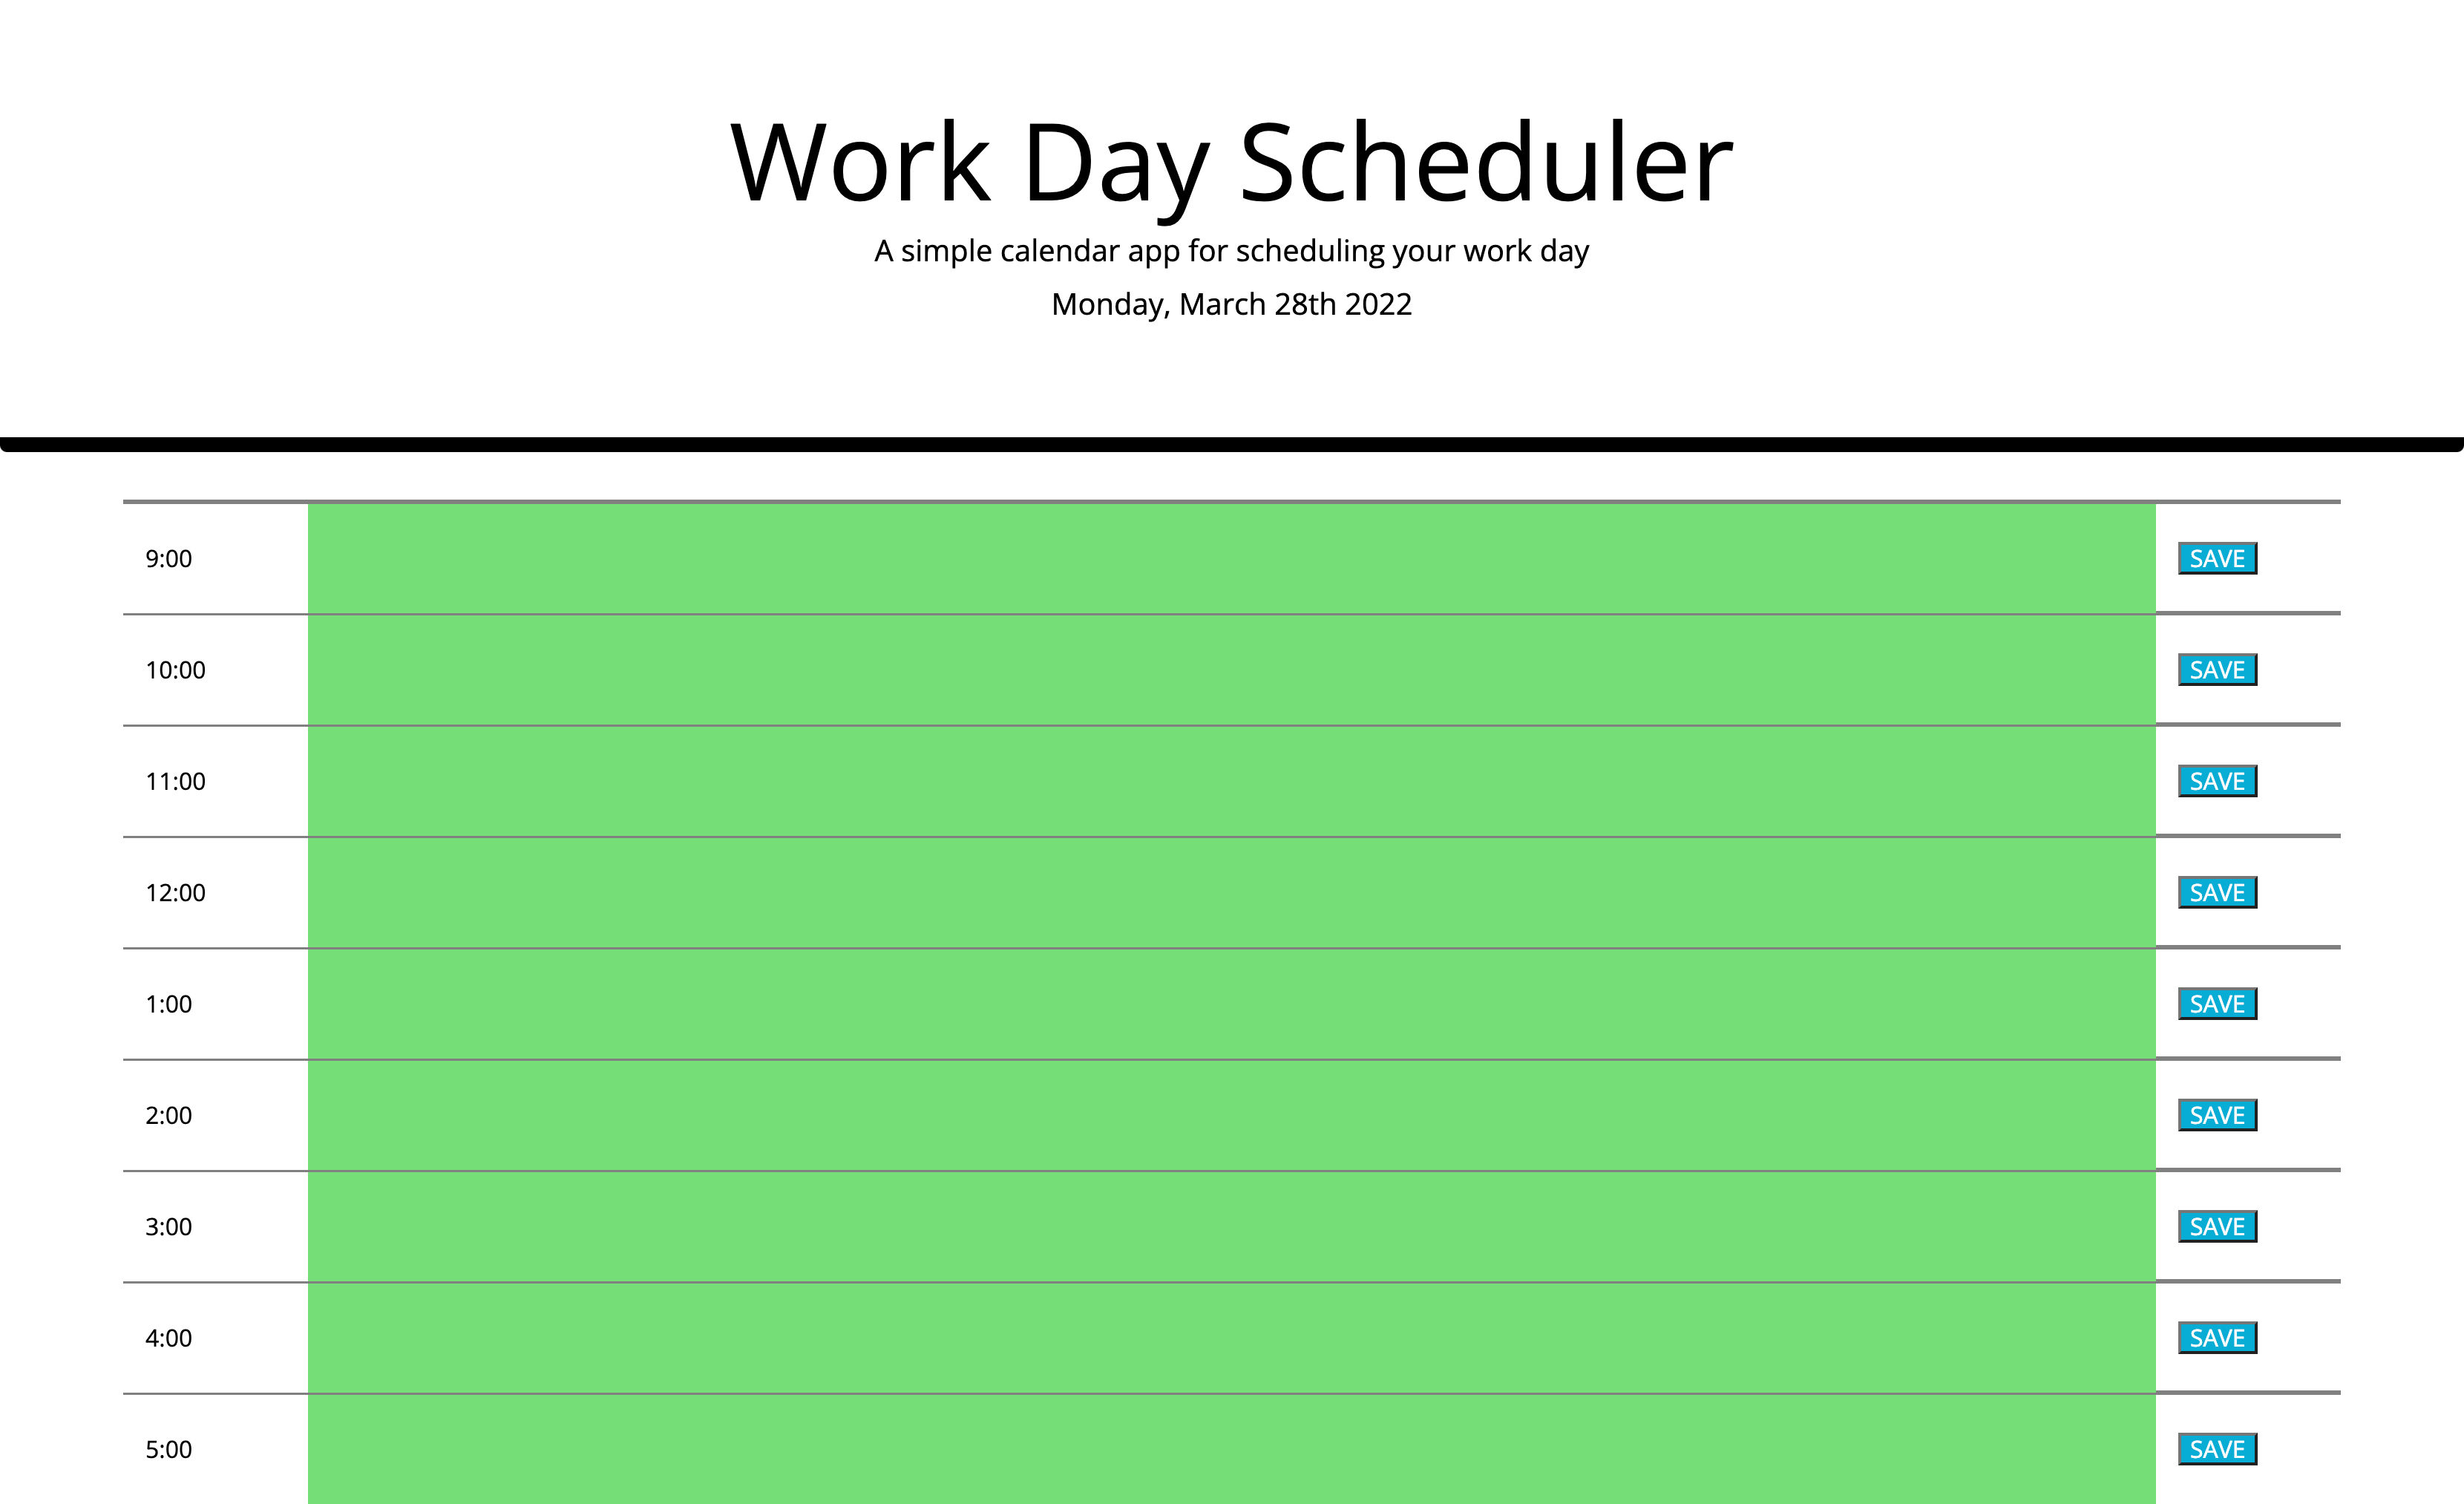 Work Day Scheduler
A simple calendar app for scheduling your work day
Monday, March 28th 2022
9:00 SAVE
10:00 SAVE
11:00 SAVE
12:00 SAVE
1:00 SAVE
2:00 SAVE
3:00 SAVE
4:00 SAVE
5:00 SAVE